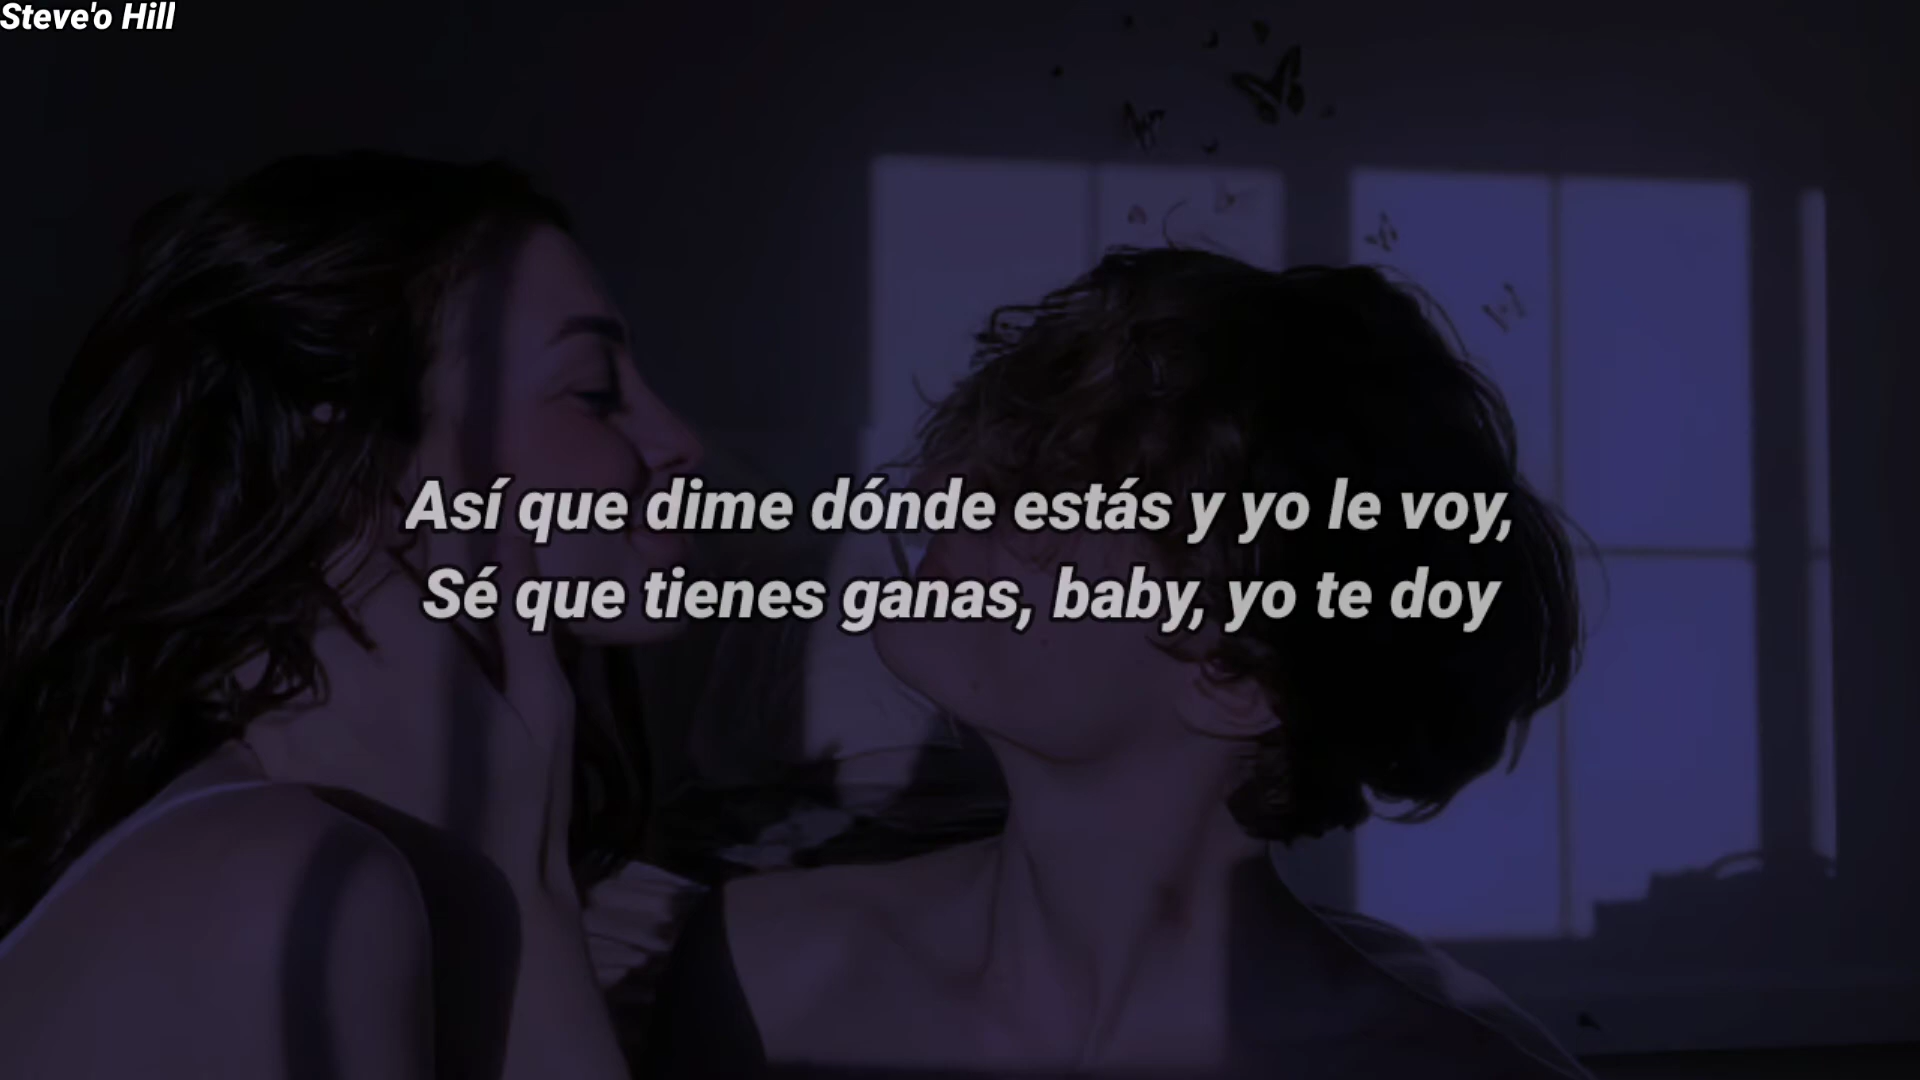 Steve'o Hill
Así que dime dónde estás y yo le voy,
Sé que tienes ganas, baby, yo te doy